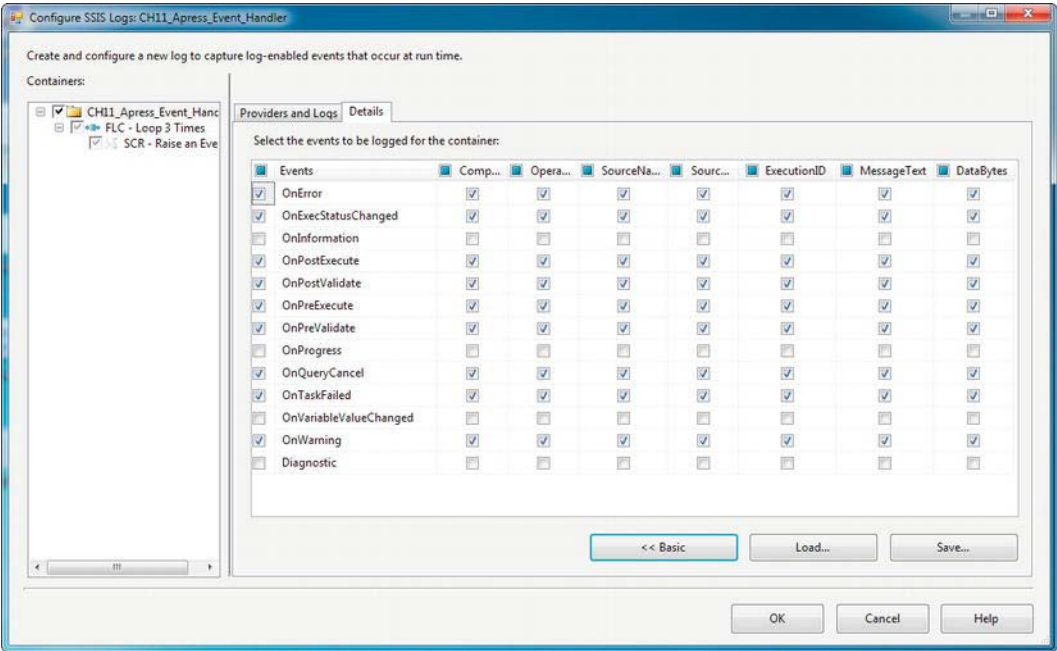 Configure SSIS Logs: CH11_Apress_Event_Handler
Create and configure a new log to capture log-enabled events that occur at run time.
Containers:
CH11_Apress_Event_Hanc
FLC - Loop 3 Times
SCR - Raise an Eve
Providers and Logs Details
Select the events to be logged for the container:
Events Comp... Opera... SourceNa... Sourc... ExecutionID MessageText DataBytes
OnError
OnExecStatusChanged
OnInformation
OnPostExecute
OnPostValidate
OnPreExecute
OnPreValidate
OnProgress
OnQueryCancel
OnTaskFailed
OnVariableValueChanged
OnWarning
Diagnostic
<< Basic Load... Save...
OK Cancel Help